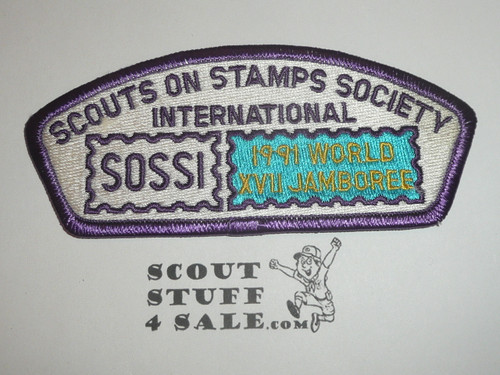 SCOUTS ON STAMPS SOCIETY
INTERNATIONAL
SOSSI
1991 WORLD
XVII JAMBOREE
SCOUT
STUFF
4 SALE.COM